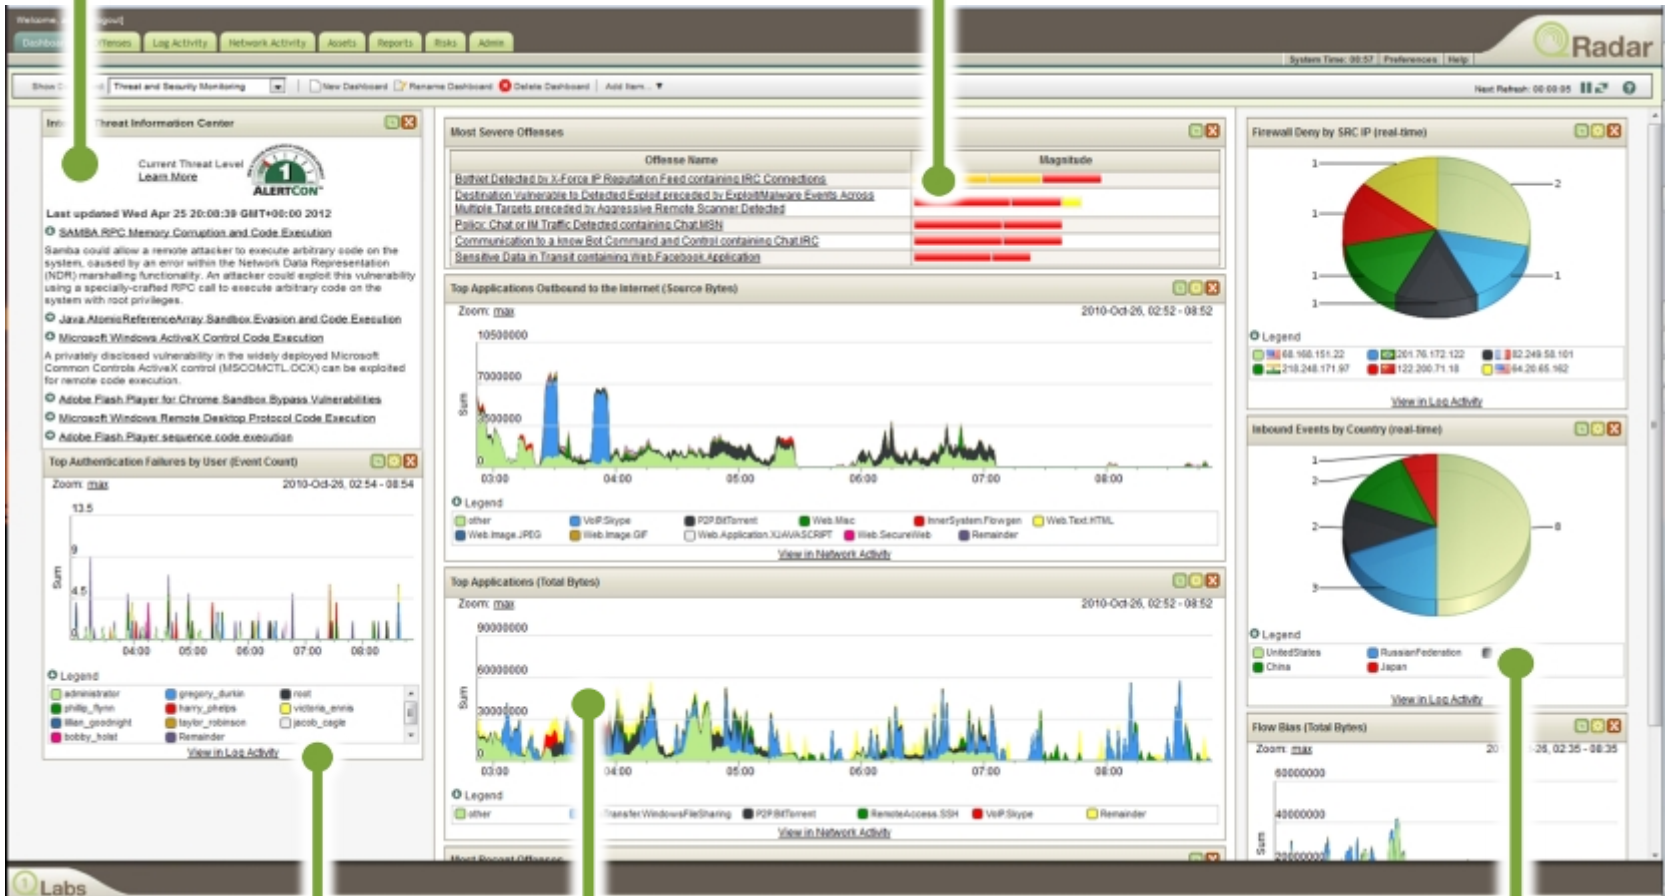 Welcome,
Log Activity
Network Activity
Assets
Reports
Risks
Admin
QRadar
System Time: 00:57
Preferences
Help
Show
Threat and Security Monitoring
New Dashboard
Rename Dashboard
Delete Dashboard
Add Item...
Next Refresh: 00:00:05
Threat Information Center
Current Threat Level
Learn More
1
ALERTCON™
Last updated Wed Apr 25 20:08:39 GMT+00:00 2012
SAMBA RPC Memory Corruption and Code Execution
Samba could allow a remote attacker to execute arbitrary code on the
system, caused by an error within the Network Data Representation
(NDR) marshalling functionality. An attacker could exploit this vulnerability
using a specially-crafted RPC call to execute arbitrary code on the
system with root privileges.
Java AtomicReferenceArray Sandbox Evasion and Code Execution
Microsoft Windows ActiveX Control Code Execution
A privately disclosed vulnerability in the widely deployed Microsoft
Common Controls ActiveX control (MSCOMCTL.OCX) can be exploited
for remote code execution.
Adobe Flash Player for Chrome Sandbox Bypass Vulnerabilities
Microsoft Windows Remote Desktop Protocol Code Execution
Adobe Flash Player sequence code execution
Top Authentication Failures by User (Event Count)
Zoom: max
2010-Oct-26, 02:54 - 08:54
13.5
9
4.5
0
Sum
04:00 05:00 06:00 07:00 08:00
Legend
administrator gregory_durkin root
phillip_flynn harry_phelps victoria_ennis
lillian_goodnight taylor_robinson jacob_cagle
bobby_holst Remainder
View in Log Activity
Most Severe Offenses
Offense Name Magnitude
BothNet Detected by X-Force IP Reputation Feed containing IRC Connections
Destination Vulnerable to Detected Exploit preceded by Exploit/Malware Events Across
Multiple Targets preceded by Aggressive Remote Scanner Detected
Policy: Chat or IM Traffic Detected containing Chat.MSN
Communication to a know Bot Command and Control containing Chat.IRC
Sensitive Data in Transit containing Web.Facebook.Application
Top Applications Outbound to the Internet (Source Bytes)
Zoom: max
2010-Oct-26, 02:52 - 08:52
10500000
7000000
3500000
0
Sum
03:00 04:00 05:00 06:00 07:00 08:00
Legend
other VoIP.Skype P2P.BitTorrent Web.Misc InnerSystem.Flowgen Web.Text.HTML
Web.Image.JPEG Web.Image.GIF Web.Application.XJAVASCRIPT Web.SecureWeb Remainder
View in Network Activity
Top Applications (Total Bytes)
Zoom: max
2010-Oct-26, 02:52 - 08:52
90000000
60000000
30000000
0
Sum
03:00 04:00 05:00 06:00 07:00 08:00
Legend
other Transfer.WindowsFileSharing P2P.BitTorrent RemoteAccess.SSH VoIP.Skype Remainder
View in Network Activity
Most Recent Offenses
Firewall Deny by SRC IP (real-time)
1
2
1
1
1
1
Legend
68.168.151.22 201.76.172.122 82.249.58.101
218.248.171.97 122.200.71.18 64.20.65.162
View in Log Activity
Inbound Events by Country (real-time)
1
2
2
8
3
Legend
UnitedStates RussianFederation
China Japan
View in Log Activity
Flow Bias (Total Bytes)
Zoom: max
-26, 02:35 - 08:35
60000000
40000000
20000000
Sum
Q1 Labs